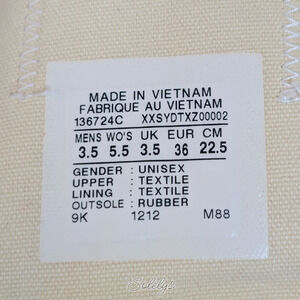 MADE IN VIETNAM
FABRIQUE AU VIETNAM
136724C XXSYDTXZ00002
MENS WO'S UK EUR CM
3.5 5.5 3.5 36 22.5
GENDER : UNISEX
UPPER : TEXTILE
LINING : TEXTILE
OUTSOLE : RUBBER
9K 1212 M88